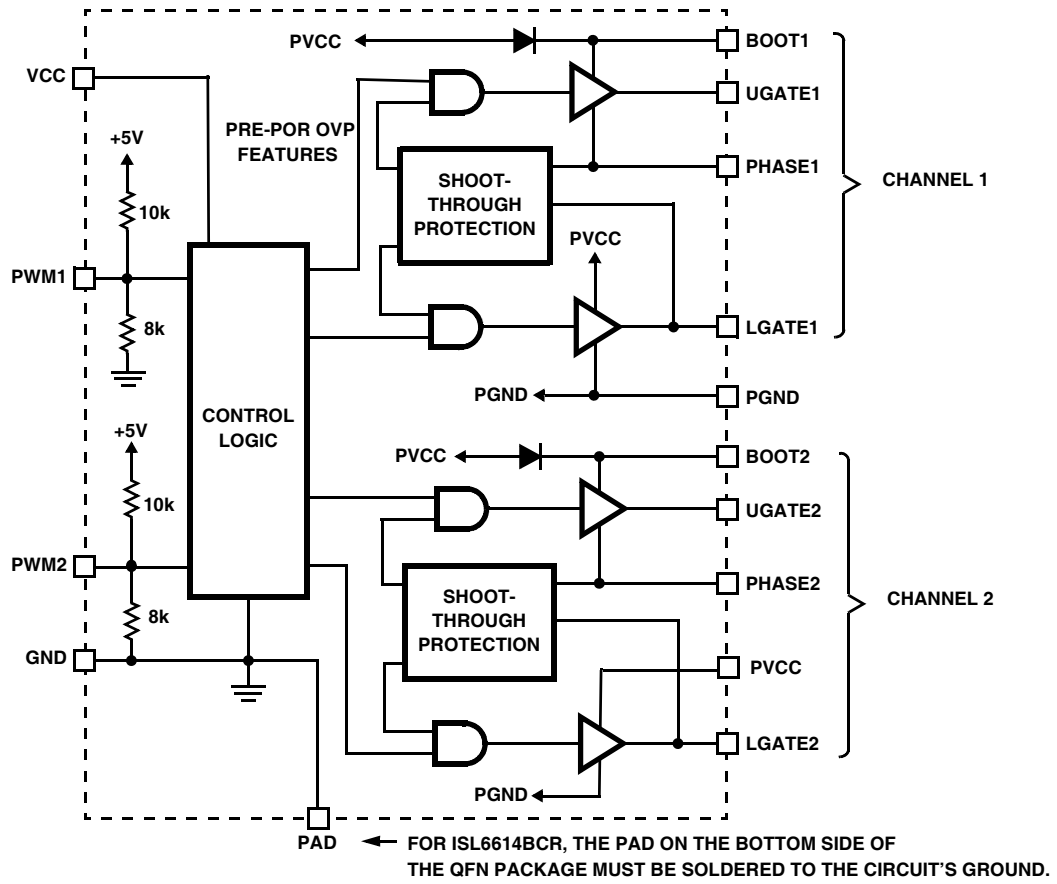 PVCC
BOOT1
VCC
UGATE1
+5V
PRE-POR OVP
FEATURES
PHASE1
10k
SHOOT-
THROUGH
PROTECTION
CHANNEL 1
PVCC
PWM1
8k
LGATE1
PGND
PGND
CONTROL
LOGIC
+5V
PVCC
BOOT2
10k
UGATE2
PWM2
PHASE2
SHOOT-
THROUGH
PROTECTION
CHANNEL 2
8k
GND
PVCC
LGATE2
PGND
PAD
FOR ISL6614BCR, THE PAD ON THE BOTTOM SIDE OF
THE QFN PACKAGE MUST BE SOLDERED TO THE CIRCUIT'S GROUND.